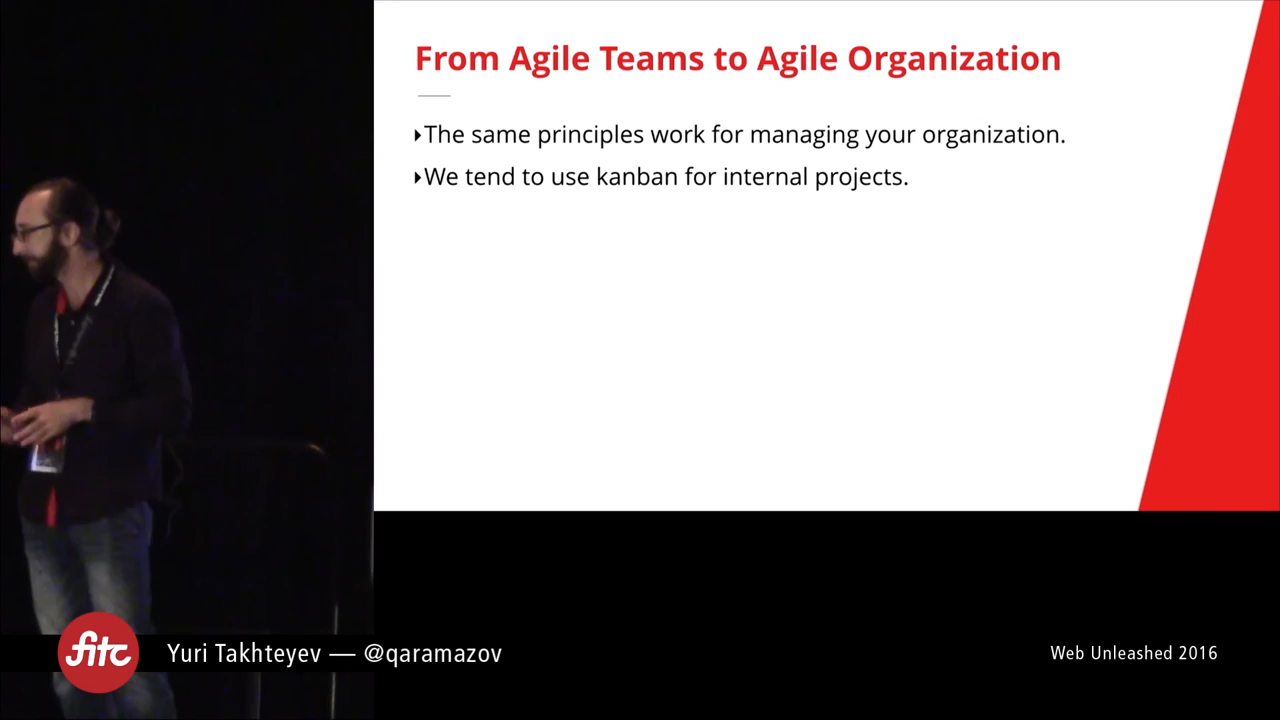 From Agile Teams to Agile Organization
The same principles work for managing your organization.
We tend to use kanban for internal projects.
fitc
Yuri Takhteyev — @qaramazov
Web Unleashed 2016